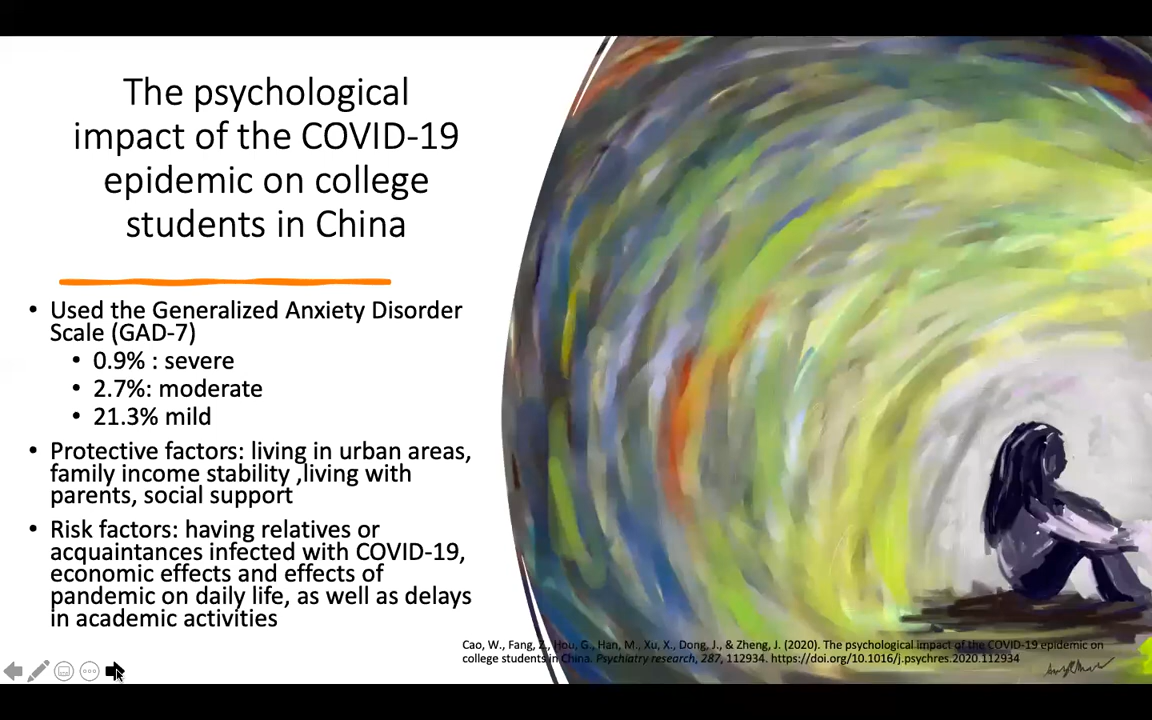 The psychological
impact of the COVID-19
epidemic on college
students in China
• Used the Generalized Anxiety Disorder
Scale (GAD-7)
• 0.9% : severe
• 2.7%: moderate
• 21.3% mild
• Protective factors: living in urban areas,
family income stability ,living with
parents, social support
• Risk factors: having relatives or
acquaintances infected with COVID-19,
economic effects and effects of
pandemic on daily life, as well as delays
in academic activities
Cao, W., Fang, Z., Hou, G., Han, M., Xu, X., Dong, J., & Zheng, J. (2020). The psychological impact of the COVID-19 epidemic on
college students in China. Psychiatry research, 287, 112934. https://doi.org/10.1016/j.psychres.2020.112934